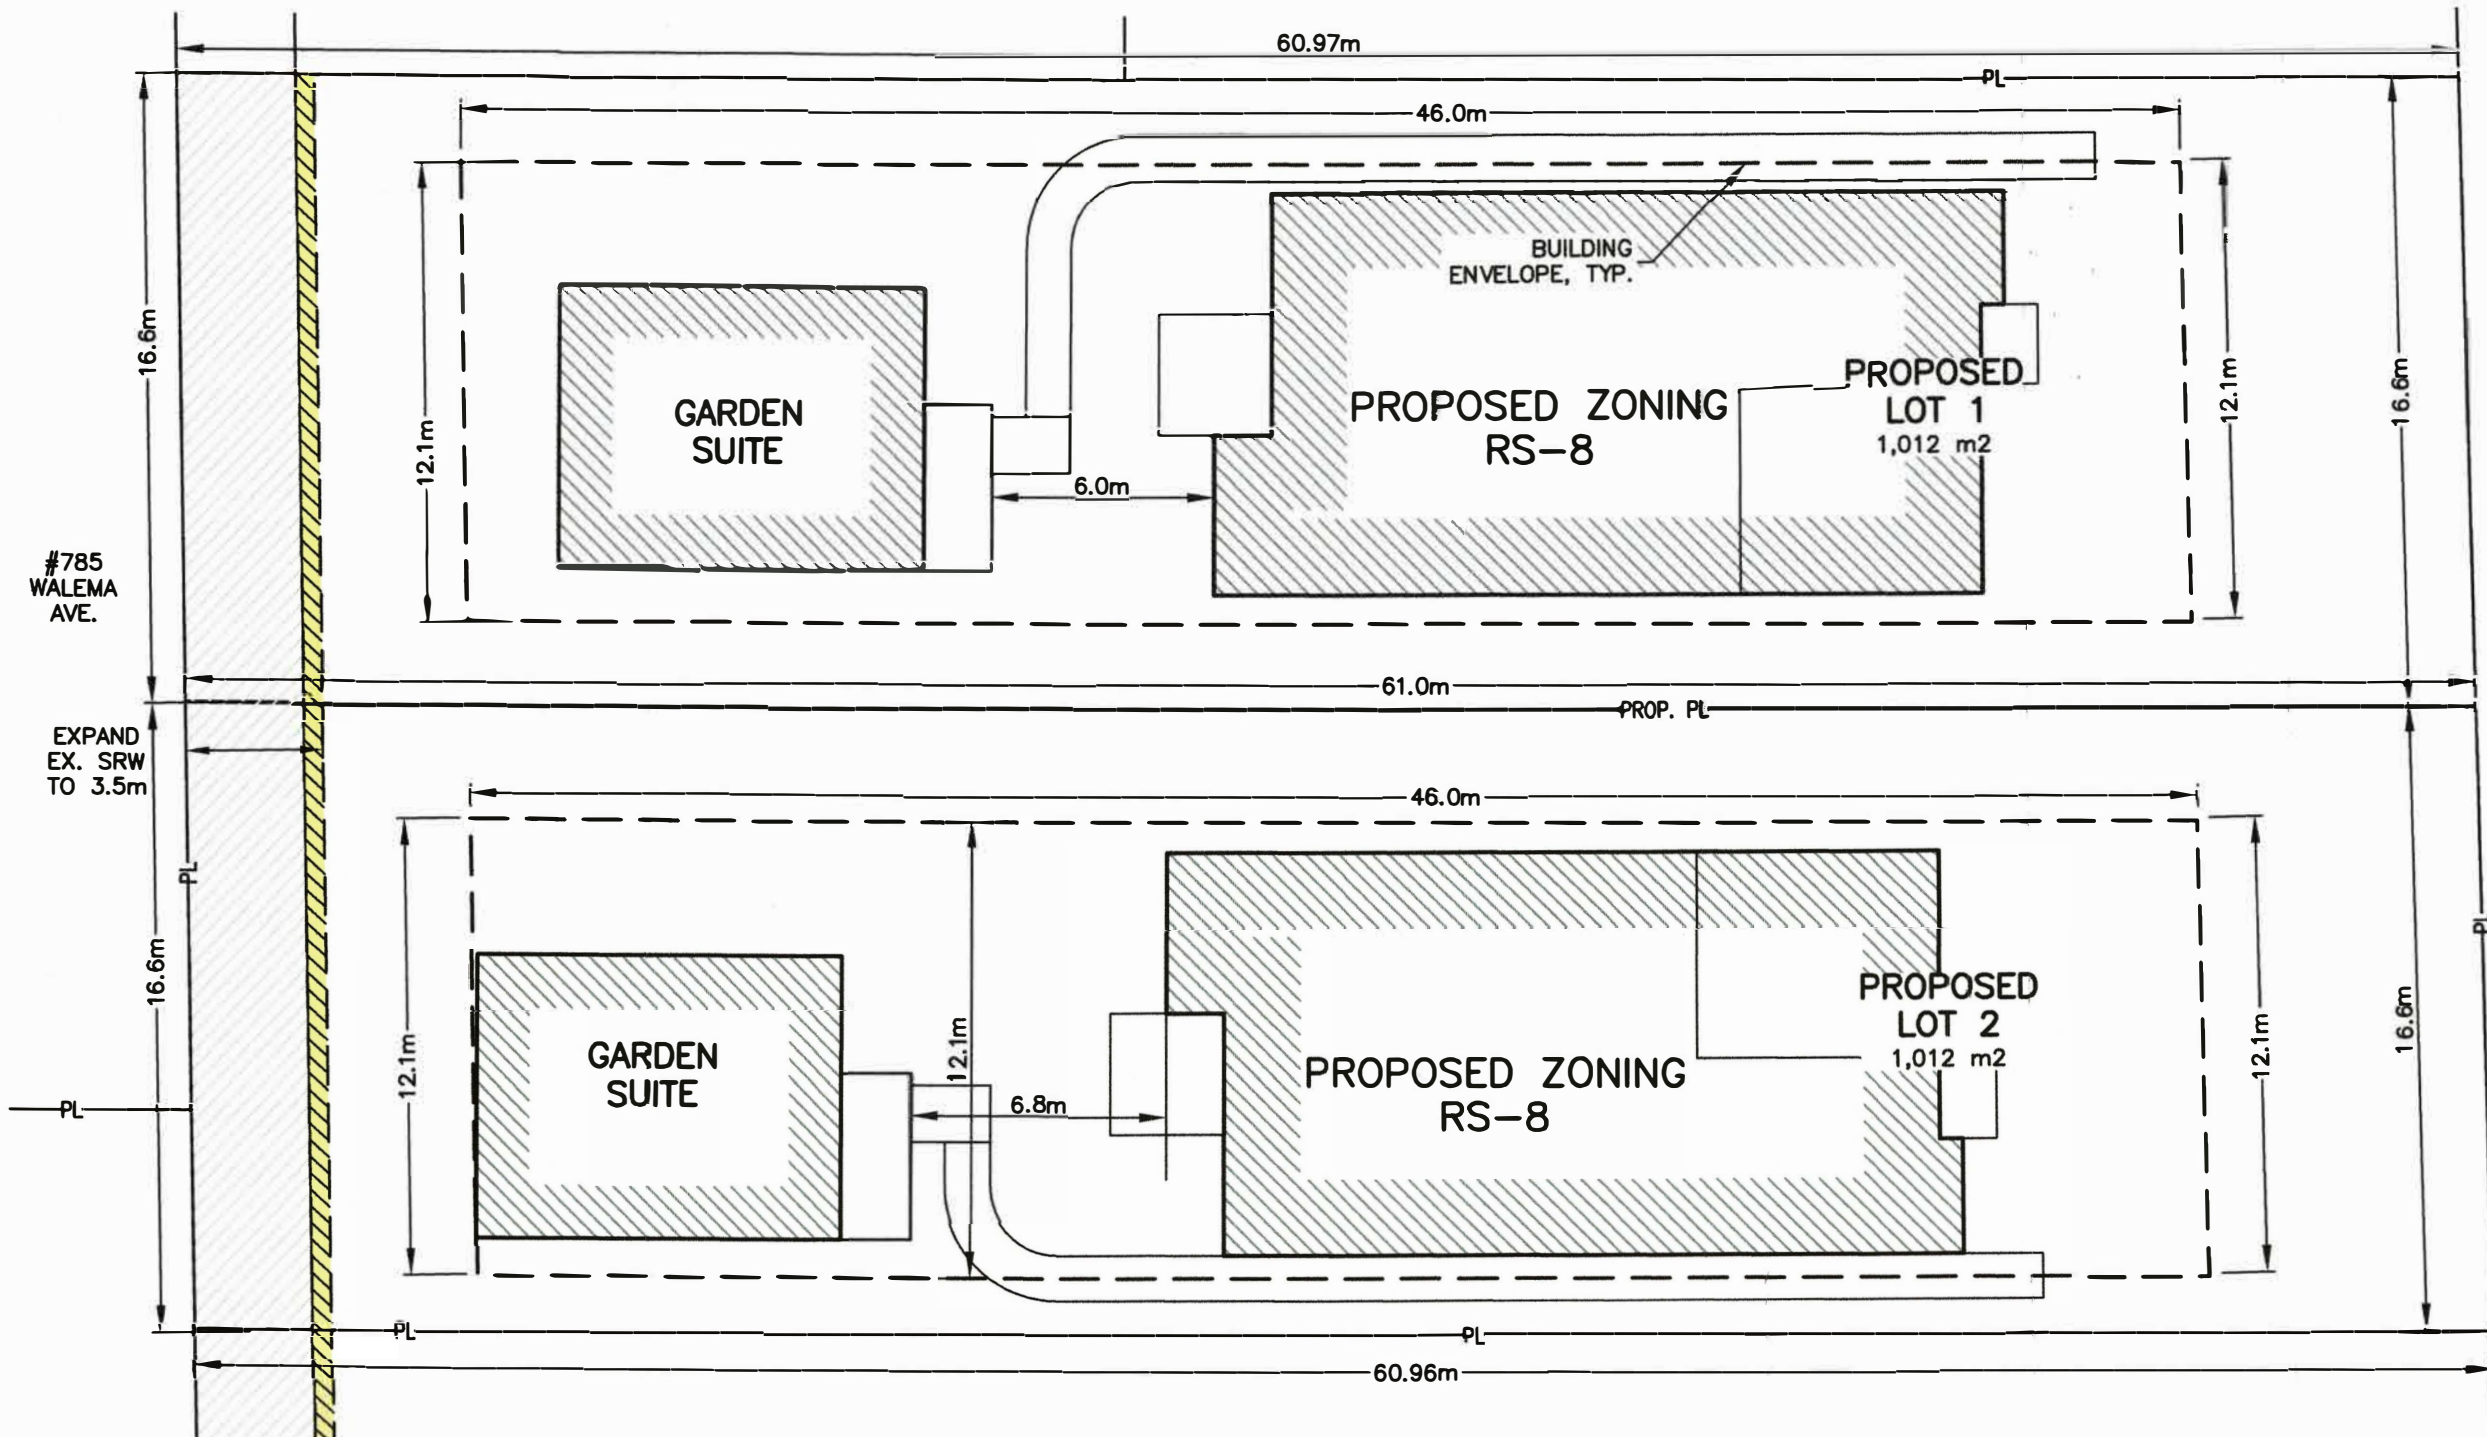 60.97m
PL
46.0m
BUILDING
ENVELOPE, TYP.
16.6m
12.1m
GARDEN
SUITE
6.0m
PROPOSED ZONING
RS-8
PROPOSED
LOT 1
1,012 m2
12.1m
16.6m
#785
WALEMA
AVE.
61.0m
PROP. PL
EXPAND
EX. SRW
TO 3.5m
46.0m
PL
PL
16.6m
12.1m
GARDEN
SUITE
12.1m
6.8m
PROPOSED ZONING
RS-8
PROPOSED
LOT 2
1,012 m2
12.1m
16.6m
PL
PL
PL
PL
60.96m